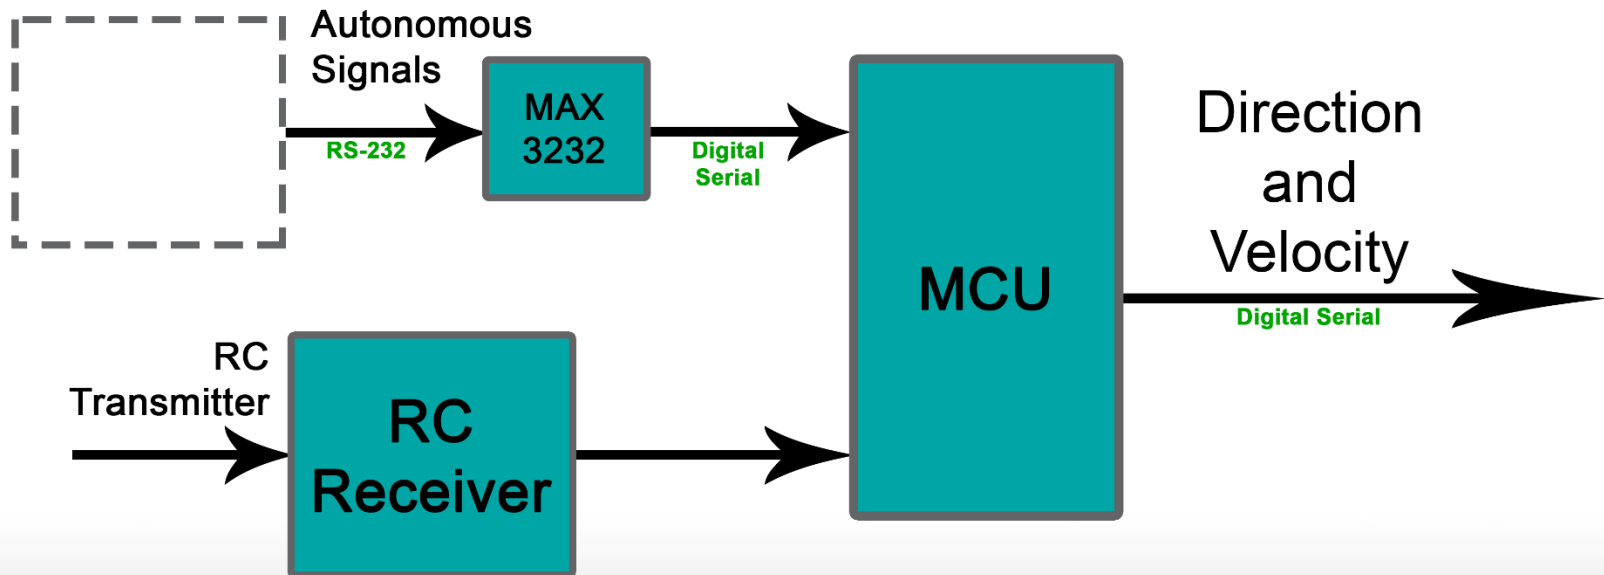 Autonomous
Signals
RS-232
MAX
3232
Digital
Serial
MCU
Direction
and
Velocity
Digital Serial
RC
Transmitter
RC
Receiver